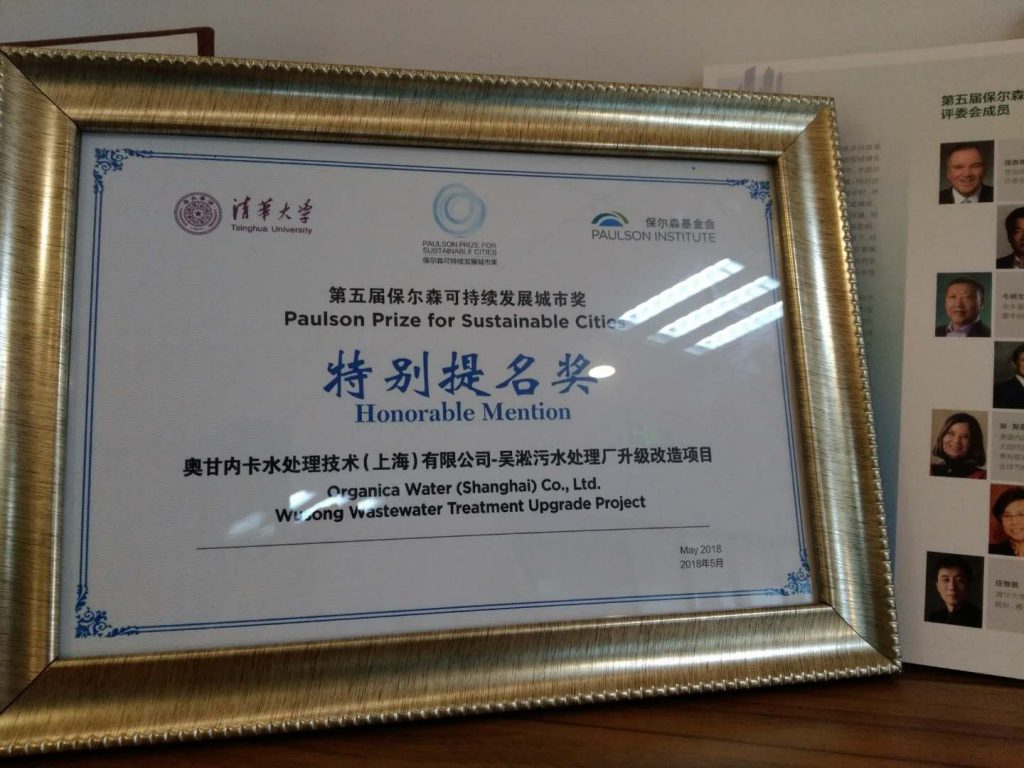 清华大学
Tsinghua University
PAULSON PRIZE FOR
SUSTAINABLE CITIES
保尔森可持续发展城市奖
保尔森基金会
PAULSON INSTITUTE
第五届保尔森可持续发展城市奖
Paulson Prize for Sustainable Cities
特别提名奖
Honorable Mention
奥甘内卡水处理技术(上海)有限公司-吴淞污水处理厂升级改造项目
Organica Water (Shanghai) Co., Ltd.
Wusong Wastewater Treatment Upgrade Project
May 2018
2018年5月
第五届保尔森
评委会成员